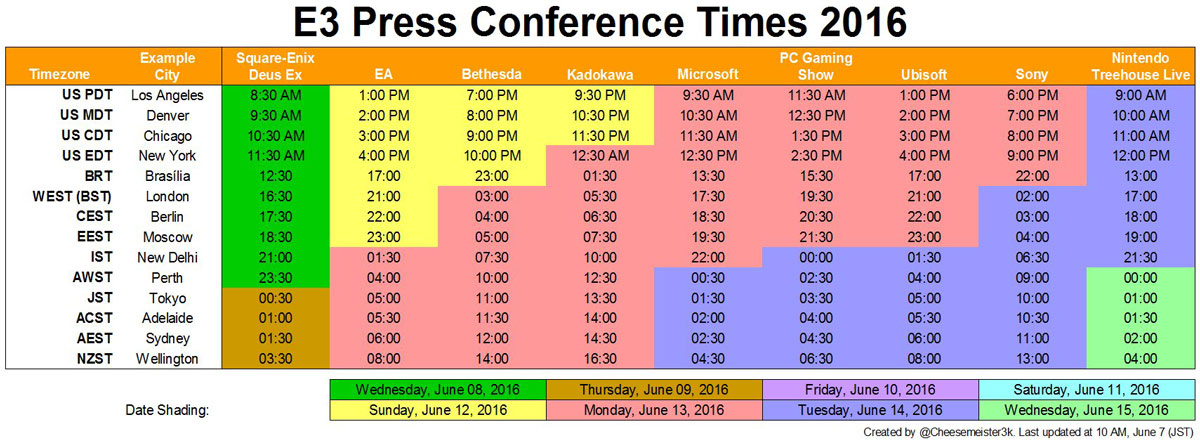 E3 Press Conference Times 2016
Timezone Example City Square-Enix Deus Ex EA Bethesda Kadokawa Microsoft PC Gaming Show Ubisoft Sony Nintendo Treehouse Live
US PDT Los Angeles 8:30 AM 1:00 PM 7:00 PM 9:30 PM 9:30 AM 11:30 AM 1:00 PM 6:00 PM 9:00 AM
US MDT Denver 9:30 AM 2:00 PM 8:00 PM 10:30 PM 10:30 AM 12:30 PM 2:00 PM 7:00 PM 10:00 AM
US CDT Chicago 10:30 AM 3:00 PM 9:00 PM 11:30 PM 11:30 AM 1:30 PM 3:00 PM 8:00 PM 11:00 AM
US EDT New York 11:30 AM 4:00 PM 10:00 PM 12:30 AM 12:30 PM 2:30 PM 4:00 PM 9:00 PM 12:00 PM
BRT Brasília 12:30 17:00 23:00 01:30 13:30 15:30 17:00 22:00 13:00
WEST (BST) London 16:30 21:00 03:00 05:30 17:30 19:30 21:00 02:00 17:00
CEST Berlin 17:30 22:00 04:00 06:30 18:30 20:30 22:00 03:00 18:00
EEST Moscow 18:30 23:00 05:00 07:30 19:30 21:30 23:00 04:00 19:00
IST New Delhi 21:00 01:30 07:30 10:00 22:00 00:00 01:30 06:30 21:30
AWST Perth 23:30 04:00 10:00 12:30 00:30 02:30 04:00 09:00 00:00
JST Tokyo 00:30 05:00 11:00 13:30 01:30 03:30 05:00 10:00 01:00
ACST Adelaide 01:00 05:30 11:30 14:00 02:00 04:00 05:30 10:30 01:30
AEST Sydney 01:30 06:00 12:00 14:30 02:30 04:30 06:00 11:00 02:00
NZST Wellington 03:30 08:00 14:00 16:30 04:30 06:30 08:00 13:00 04:00
Date Shading:
Wednesday, June 08, 2016 Thursday, June 09, 2016 Friday, June 10, 2016 Saturday, June 11, 2016
Sunday, June 12, 2016 Monday, June 13, 2016 Tuesday, June 14, 2016 Wednesday, June 15, 2016
Created by @Cheesemeister3k. Last updated at 10 AM, June 7 (JST)